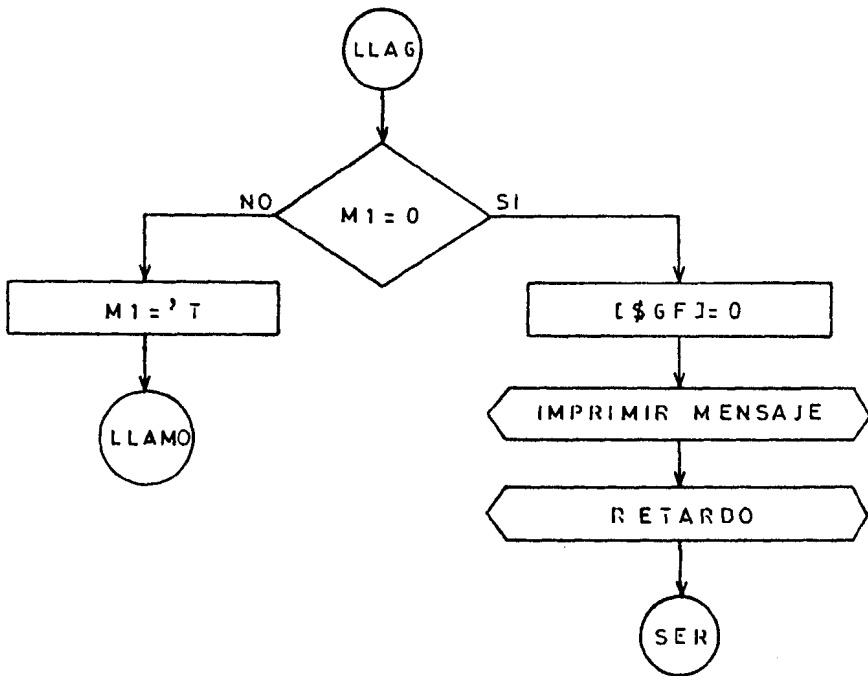 LLAG
NO
M1=0
SI
M1='T
[$GF]=0
LLAMO
IMPRIMIR MENSAJE
RETARDO
SER